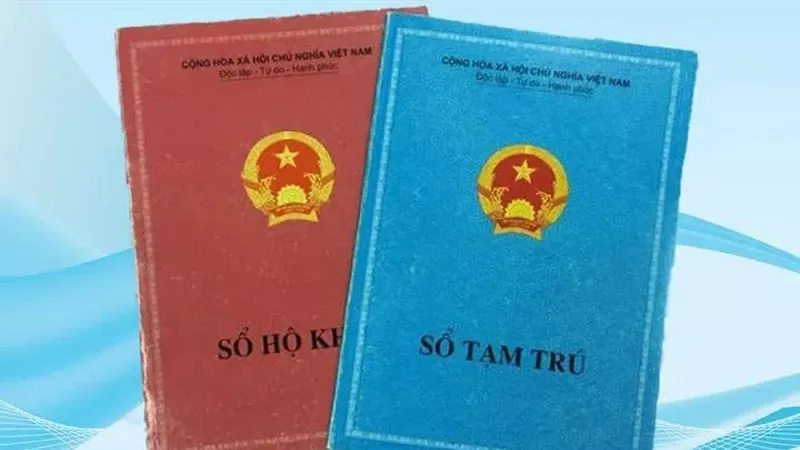 CỘNG HÒA XÃ HỘI CHỦ NGHĨA VIỆT NAM
Độc lập - Tự do - Hạnh phúc
SỔ HỘ KH
CỘNG HÒA XÃ HỘI CHỦ NGHĨA VIỆT NAM
Độc lập - Tự do - Hạnh phúc
SỔ TẠM TRÚ